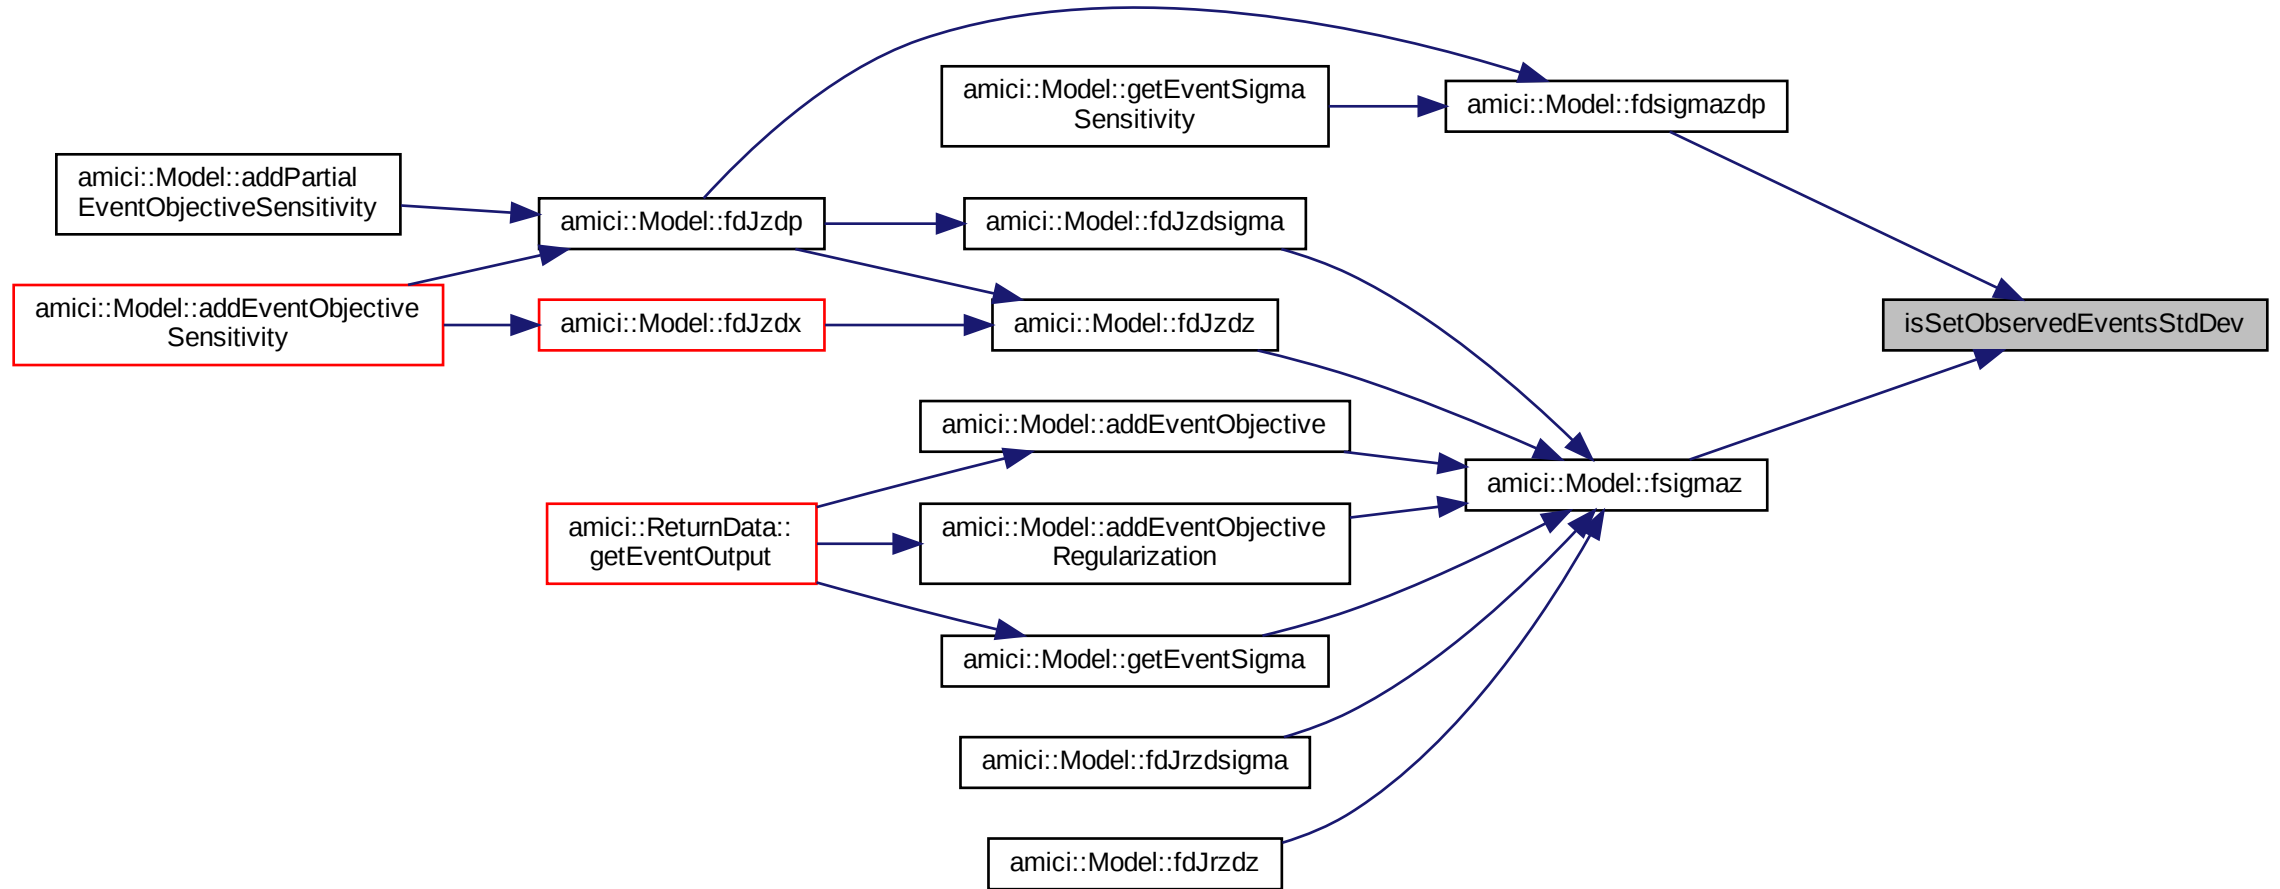 amici::Model::getEventSigma
Sensitivity
amici::Model::fdsigmazdp
amici::Model::addPartial
EventObjectiveSensitivity
amici::Model::fdJzdp
amici::Model::fdJzdsigma
amici::Model::addEventObjective
Sensitivity
amici::Model::fdJzdx
amici::Model::fdJzdz
isSetObservedEventsStdDev
amici::Model::addEventObjective
amici::Model::fsigmaz
amici::ReturnData::
getEventOutput
amici::Model::addEventObjective
Regularization
amici::Model::getEventSigma
amici::Model::fdJrzdsigma
amici::Model::fdJrzdz